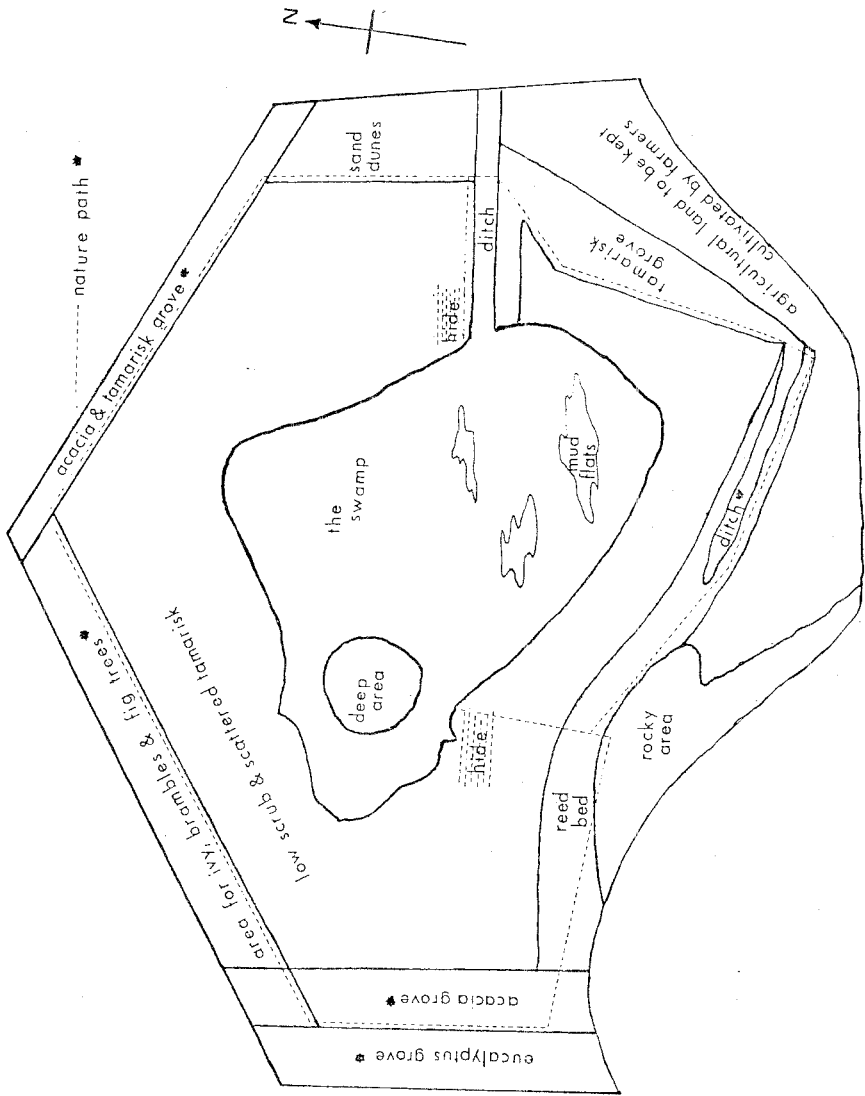 N
nature path *
acacia & tamarisk grove *
sand
dunes
ditch
hide
agricultural land to be kept
cultivated by farmers
tamarisk
grove
the
swamp
mud
flats
deep
area
area for ivy, brambles & fig trees *
low scrub & scattered tamarisk
hide
ditch *
reed
bed
rocky
area
acacia grove *
eucalyptus grove *